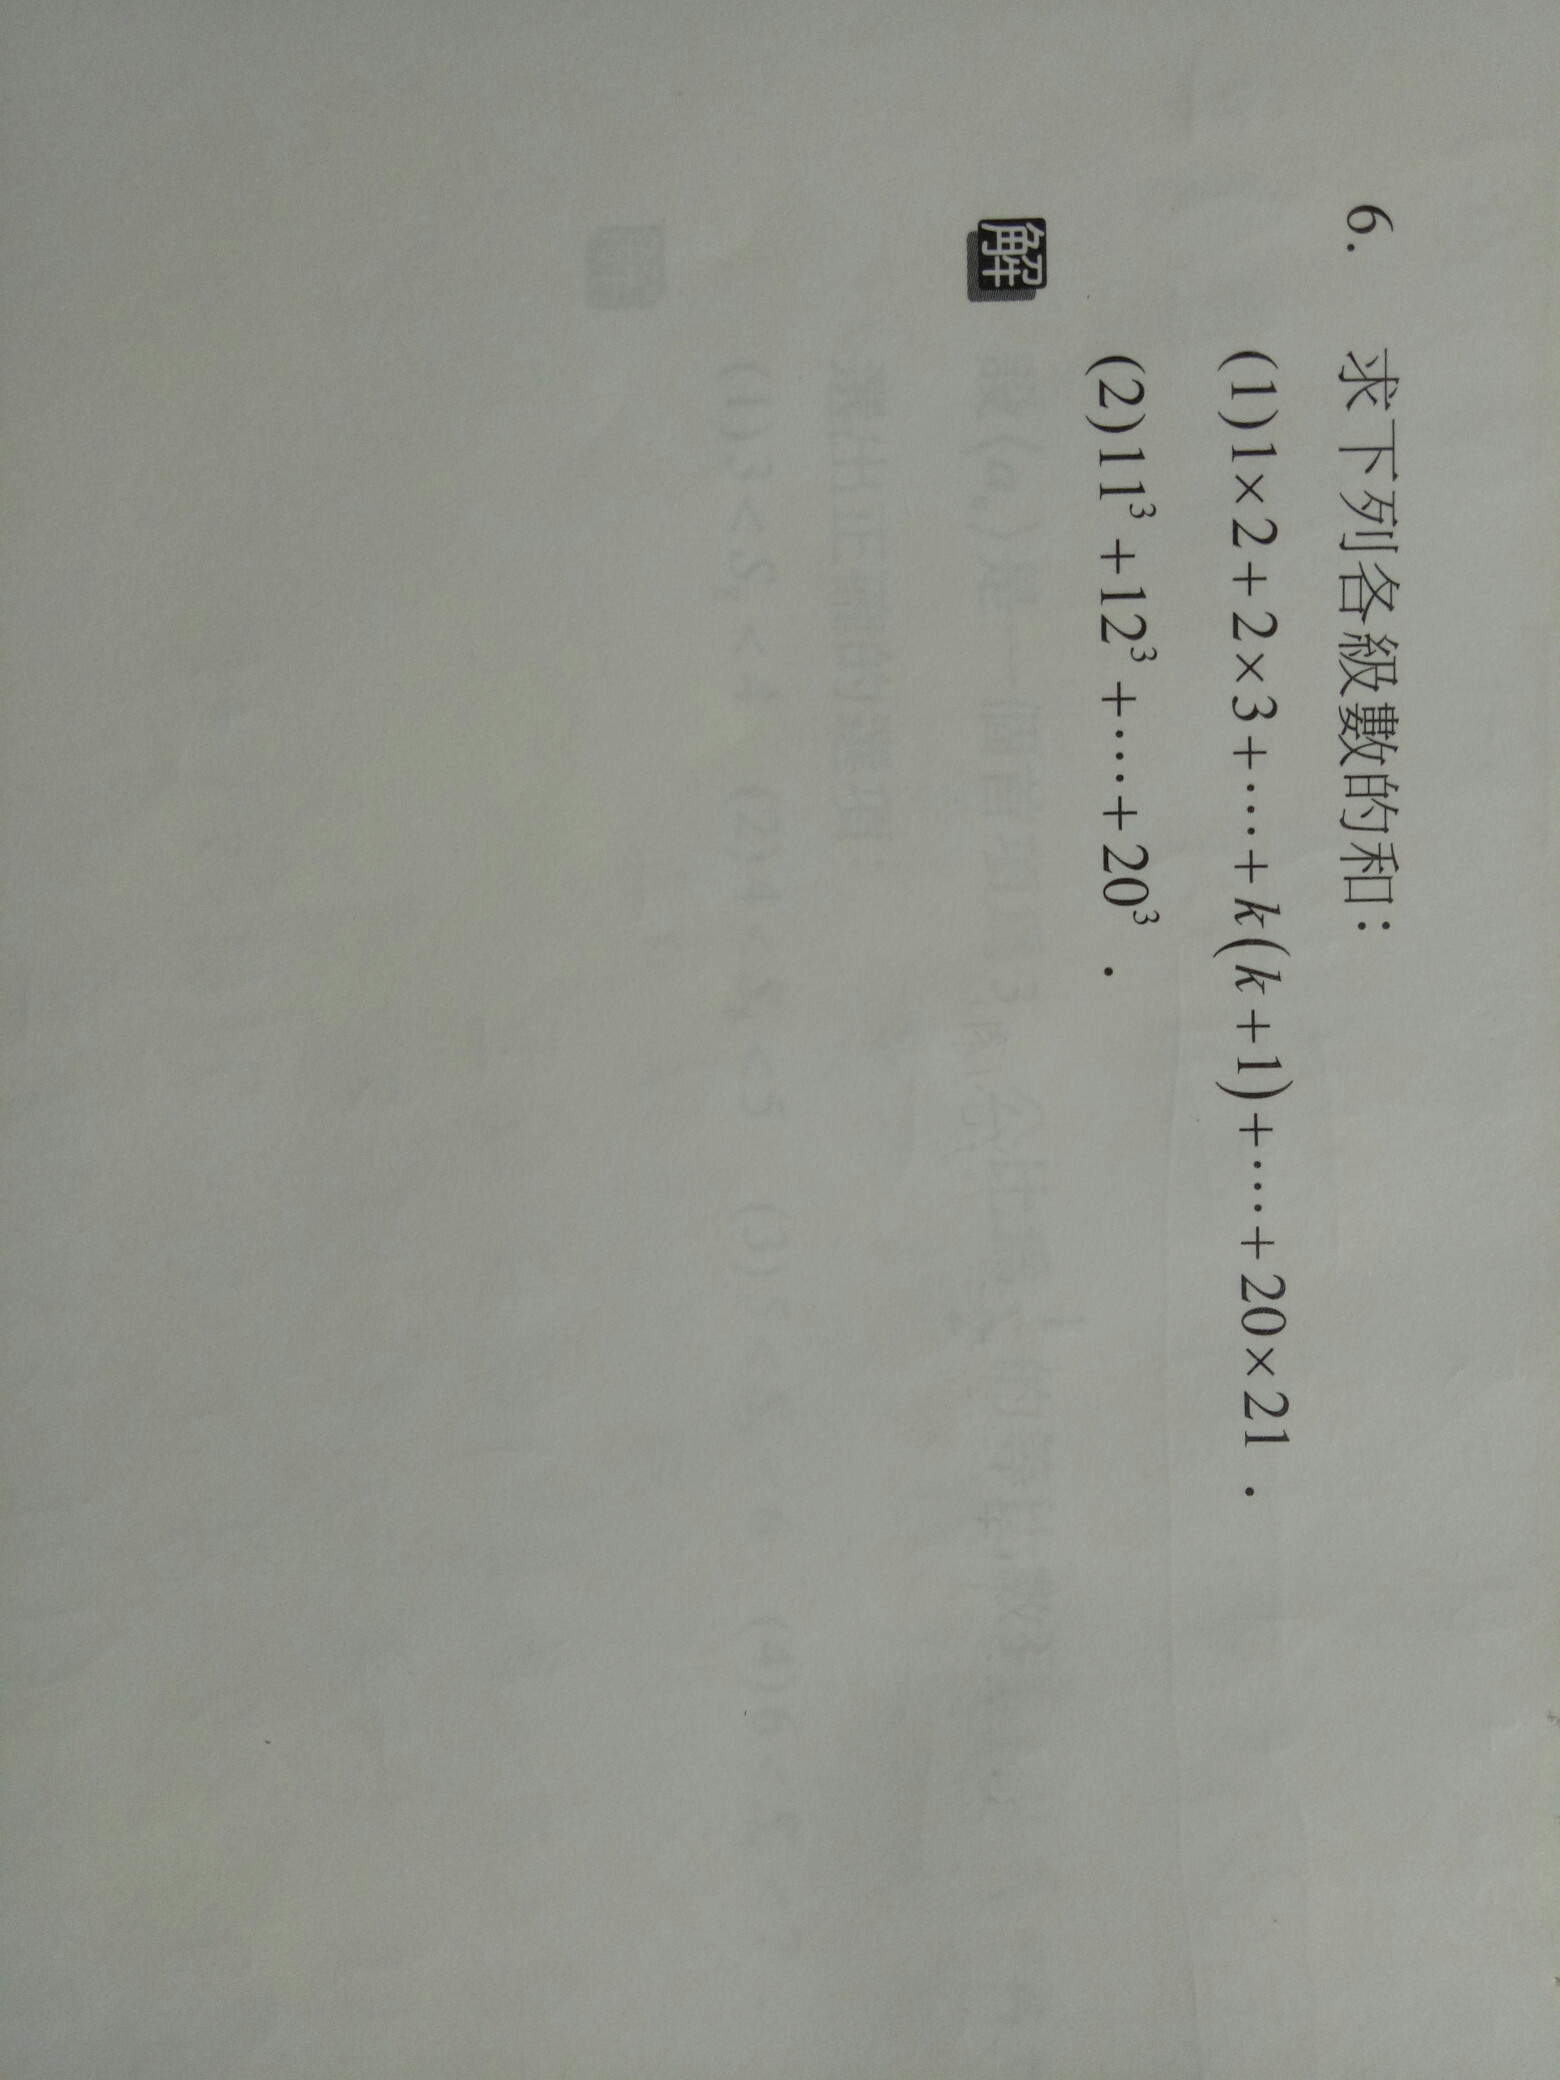 6. 求下列各級數的和：
(1)1×2+2×3+⋯+k(k+1)+⋯+20×21．
(2)11³+12³+⋯+20³．
解